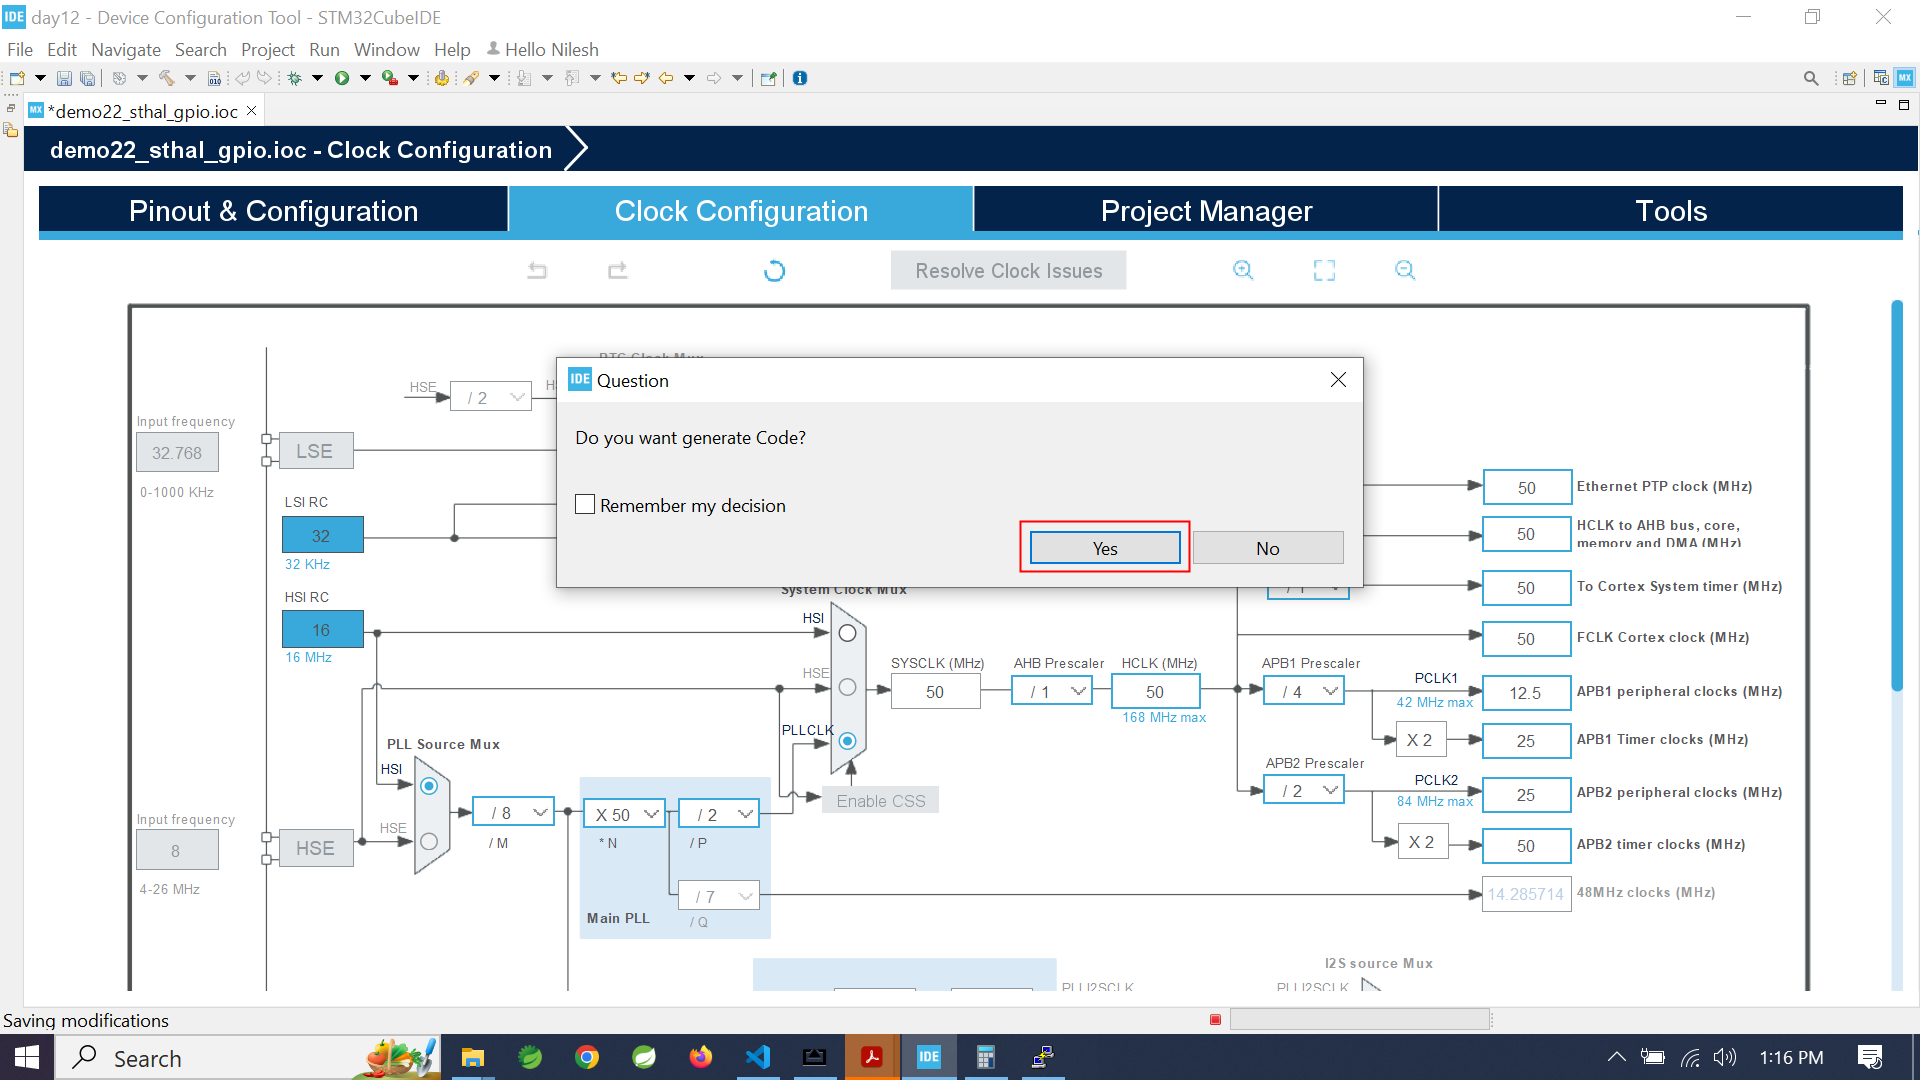 IDE day12 - Device Configuration Tool - STM32CubeIDE
File Edit Navigate Search Project Run Window Help Hello Nilesh
010
MX
MX *demo22_sthal_gpio.ioc
demo22_sthal_gpio.ioc - Clock Configuration
Pinout & Configuration Clock Configuration Project Manager Tools
Resolve Clock Issues
RTC Clock Mux
HSE
/ 2
IDE Question
Do you want generate Code?
Remember my decision
Yes No
Input frequency
32.768
0-1000 KHz
LSE
LSI RC
32
32 KHz
HSI RC
16
16 MHz
50 Ethernet PTP clock (MHz)
50 HCLK to AHB bus, core,
memory and DMA (MHz)
/ 1
50 To Cortex System timer (MHz)
50 FCLK Cortex clock (MHz)
System Clock Mux
HSI
HSE
PLLCLK
SYSCLK (MHz) AHB Prescaler HCLK (MHz) APB1 Prescaler
50 / 1 50 / 4
168 MHz max
PCLK1
42 MHz max
12.5 APB1 peripheral clocks (MHz)
X 2 25 APB1 Timer clocks (MHz)
APB2 Prescaler
/ 2
PCLK2
84 MHz max
25 APB2 peripheral clocks (MHz)
X 2 50 APB2 timer clocks (MHz)
Enable CSS
PLL Source Mux
HSI
HSE
/ 8
/ M
X 50
* N
/ 2
/ P
/ 7
/ Q
Main PLL
14.285714 48MHz clocks (MHz)
Input frequency
8
4-26 MHz
HSE
I2S source Mux
PLLI2SCLK PLLI2SCLK
Saving modifications
Search IDE 1:16 PM